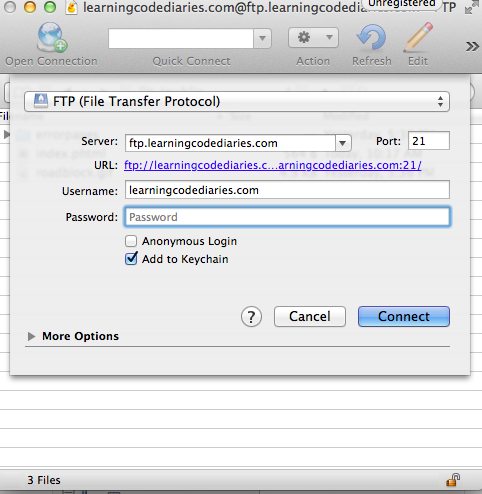 learningcodediaries.com@ftp.learningcodediaries.com FTP
Unregistered
Open Connection
Quick Connect
Action
Refresh
Edit
FTP (File Transfer Protocol)
Server: ftp.learningcodediaries.com Port: 21
URL: ftp://learningcodediaries.c...arningcodediaries.com:21/
Username: learningcodediaries.com
Password: Password
Anonymous Login
Add to Keychain
? Cancel Connect
More Options
3 Files